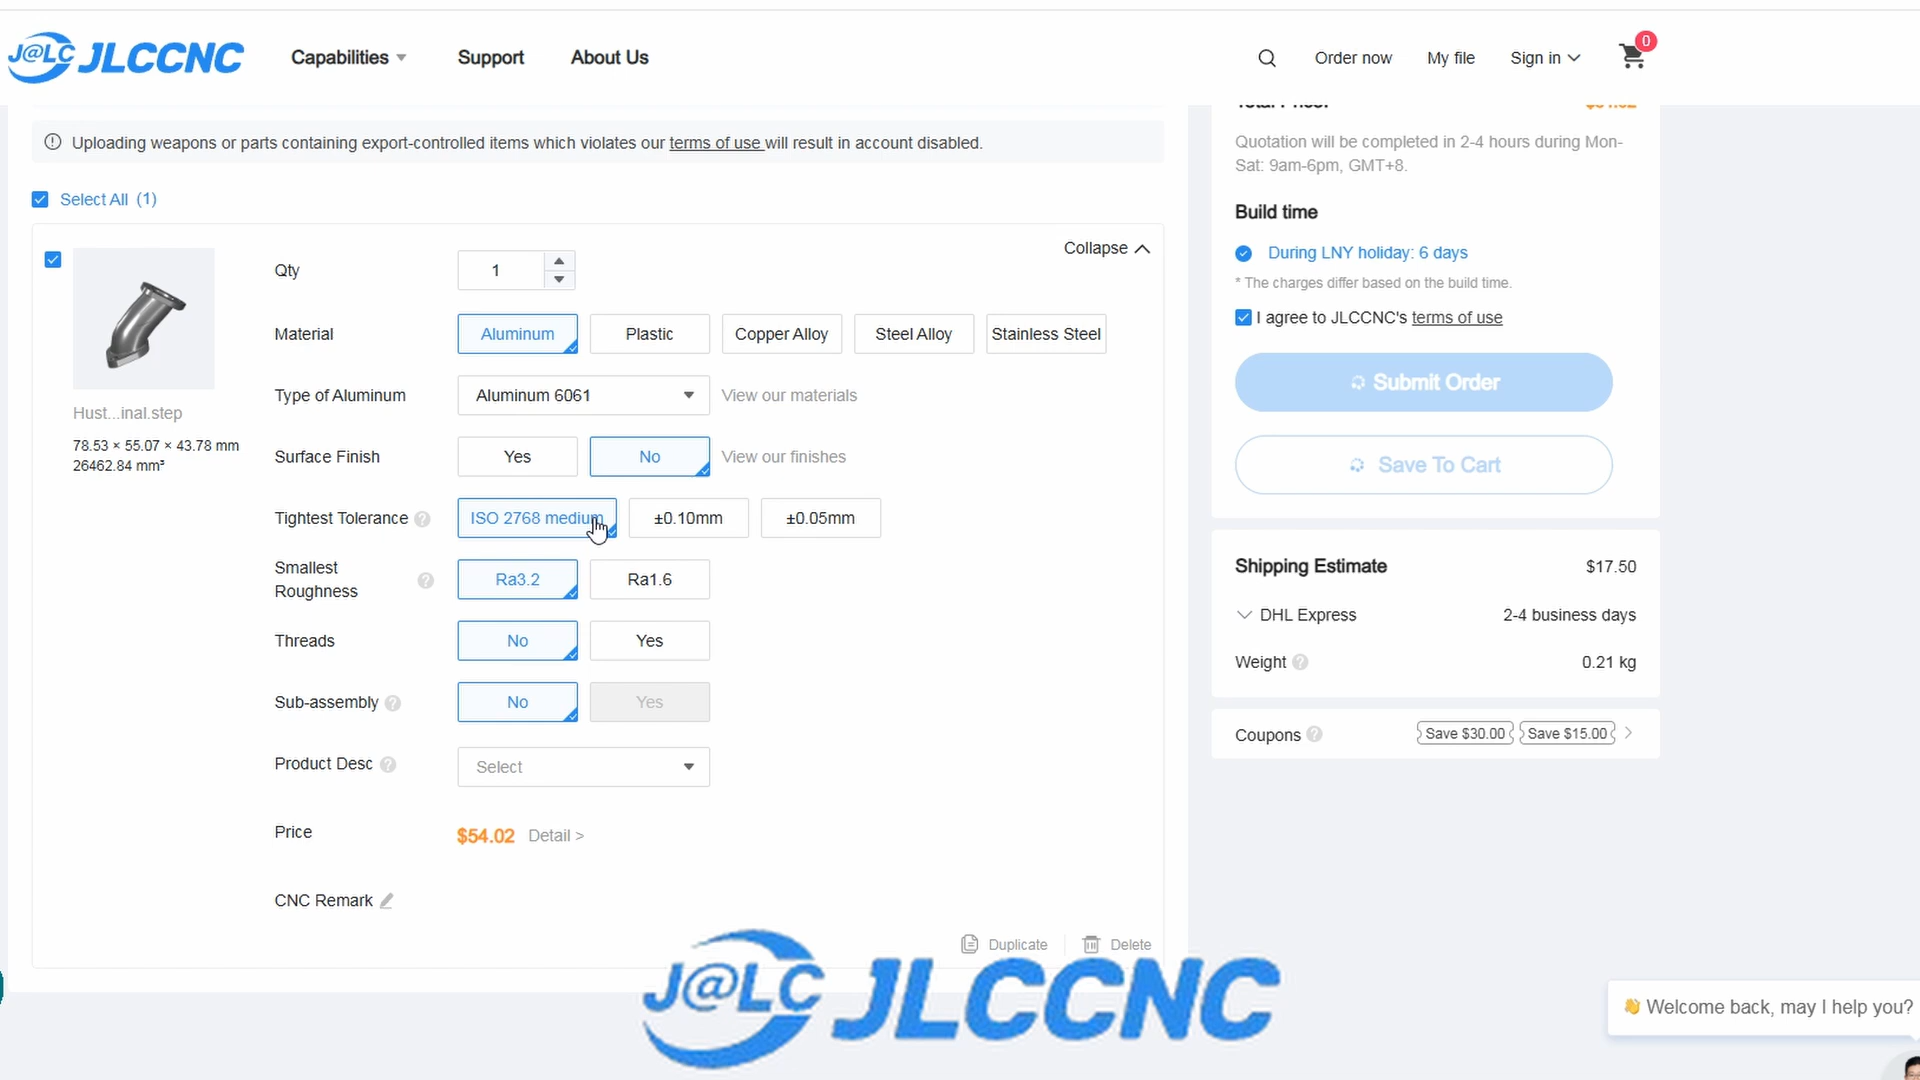 J@LC JLCCNC
Capabilities
Support
About Us
Order now
My file
Sign in
0
Uploading weapons or parts containing export-controlled items which violates our terms of use will result in account disabled.
Select All (1)
Collapse
Hust...inal.step
78.53 × 55.07 × 43.78 mm
26462.84 mm³
Qty
1
Material
Aluminum
Plastic
Copper Alloy
Steel Alloy
Stainless Steel
Type of Aluminum
Aluminum 6061
View our materials
Surface Finish
Yes
No
View our finishes
Tightest Tolerance
ISO 2768 medium
±0.10mm
±0.05mm
Smallest
Roughness
Ra3.2
Ra1.6
Threads
No
Yes
Sub-assembly
No
Yes
Product Desc
Select
Price
$54.02
Detail >
CNC Remark
Duplicate
Delete
Quotation will be completed in 2-4 hours during Mon-
Sat: 9am-6pm, GMT+8.
Build time
During LNY holiday: 6 days
* The charges differ based on the build time.
I agree to JLCCNC's terms of use
Submit Order
Save To Cart
Shipping Estimate
$17.50
DHL Express
2-4 business days
Weight
0.21 kg
Coupons
Save $30.00
Save $15.00
J@LC JLCCNC
👋 Welcome back, may I help you?